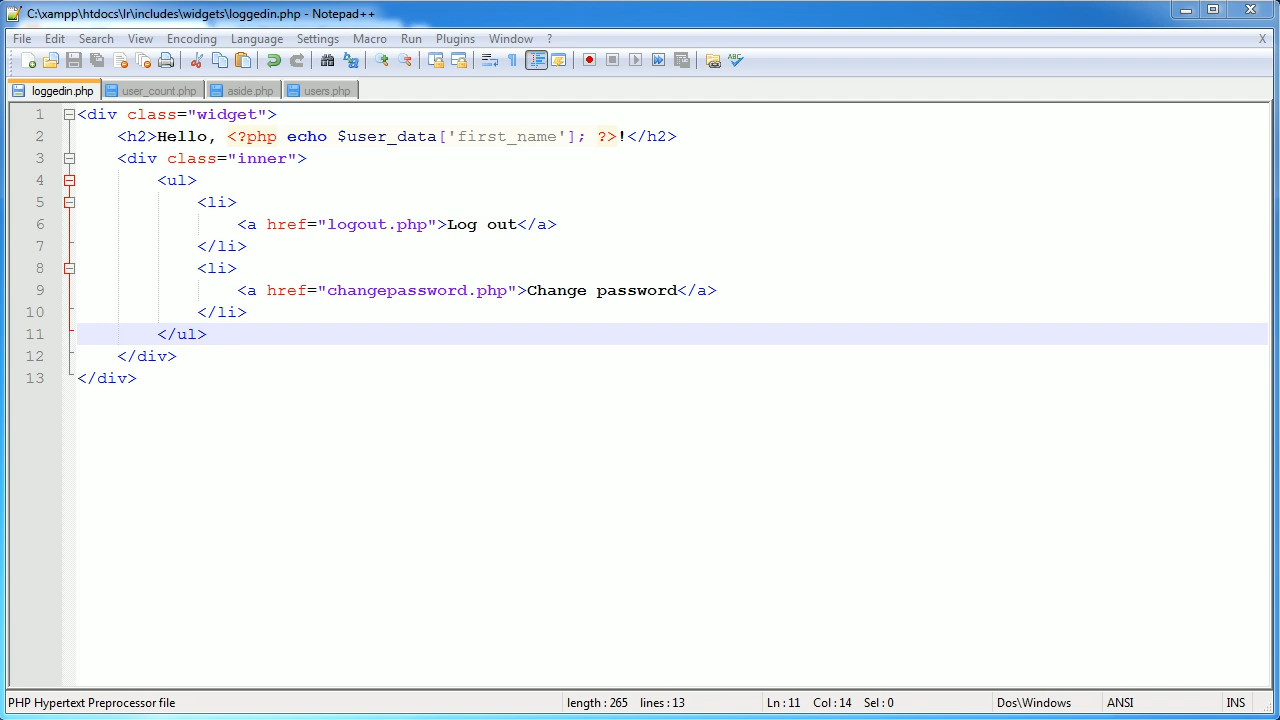 C:\xampp\htdocs\lr\includes\widgets\loggedin.php - Notepad++
File Edit Search View Encoding Language Settings Macro Run Plugins Window ? X
loggedin.php user_count.php aside.php users.php
1 <div class="widget">
2 <h2>Hello, <?php echo $user_data['first_name']; ?>!</h2>
3 <div class="inner">
4 <ul>
5 <li>
6 <a href="logout.php">Log out</a>
7 </li>
8 <li>
9 <a href="changepassword.php">Change password</a>
10 </li>
11 </ul>
12 </div>
13 </div>
PHP Hypertext Preprocessor file length : 265 lines : 13 Ln : 11 Col : 14 Sel : 0 Dos\Windows ANSI INS